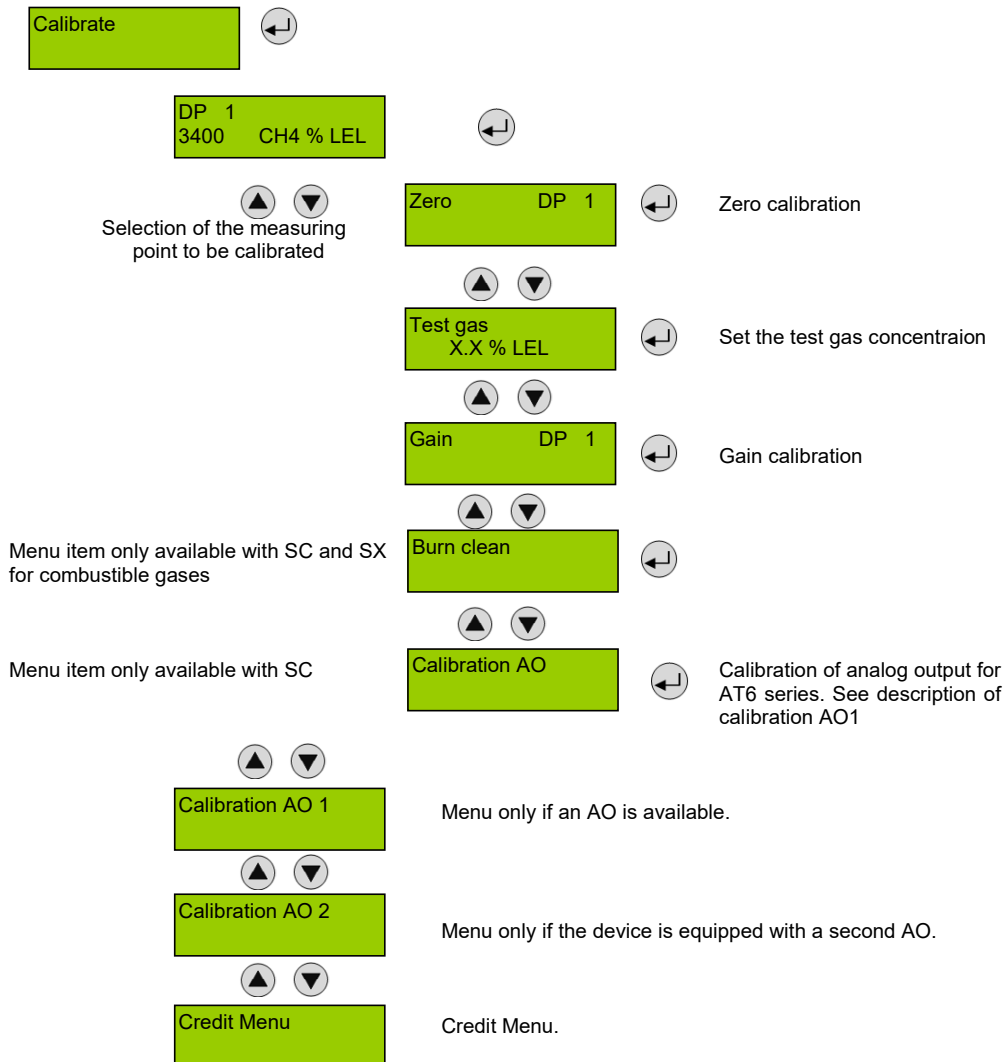 Calibrate
DP 1
3400 CH4 % LEL
Selection of the measuring
point to be calibrated
Zero DP 1
Zero calibration
Test gas
X.X % LEL
Set the test gas concentraion
Gain DP 1
Gain calibration
Menu item only available with SC and SX
for combustible gases
Burn clean
Menu item only available with SC
Calibration AO
Calibration of analog output for
AT6 series. See description of
calibration AO1
Calibration AO 1
Menu only if an AO is available.
Calibration AO 2
Menu only if the device is equipped with a second AO.
Credit Menu
Credit Menu.